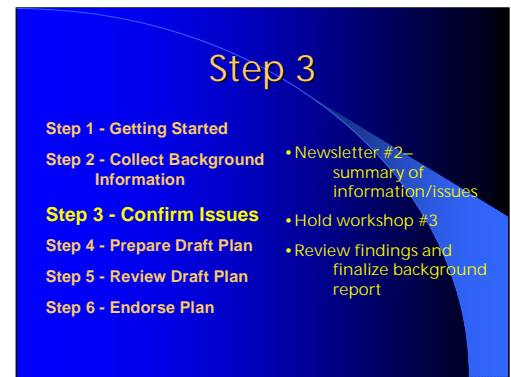 Step 3
Step 1 - Getting Started
Step 2 - Collect Background
Information
Step 3 - Confirm Issues
Step 4 - Prepare Draft Plan
Step 5 - Review Draft Plan
Step 6 - Endorse Plan
• Newsletter #2–
summary of
information/issues
• Hold workshop #3
• Review findings and
finalize background
report